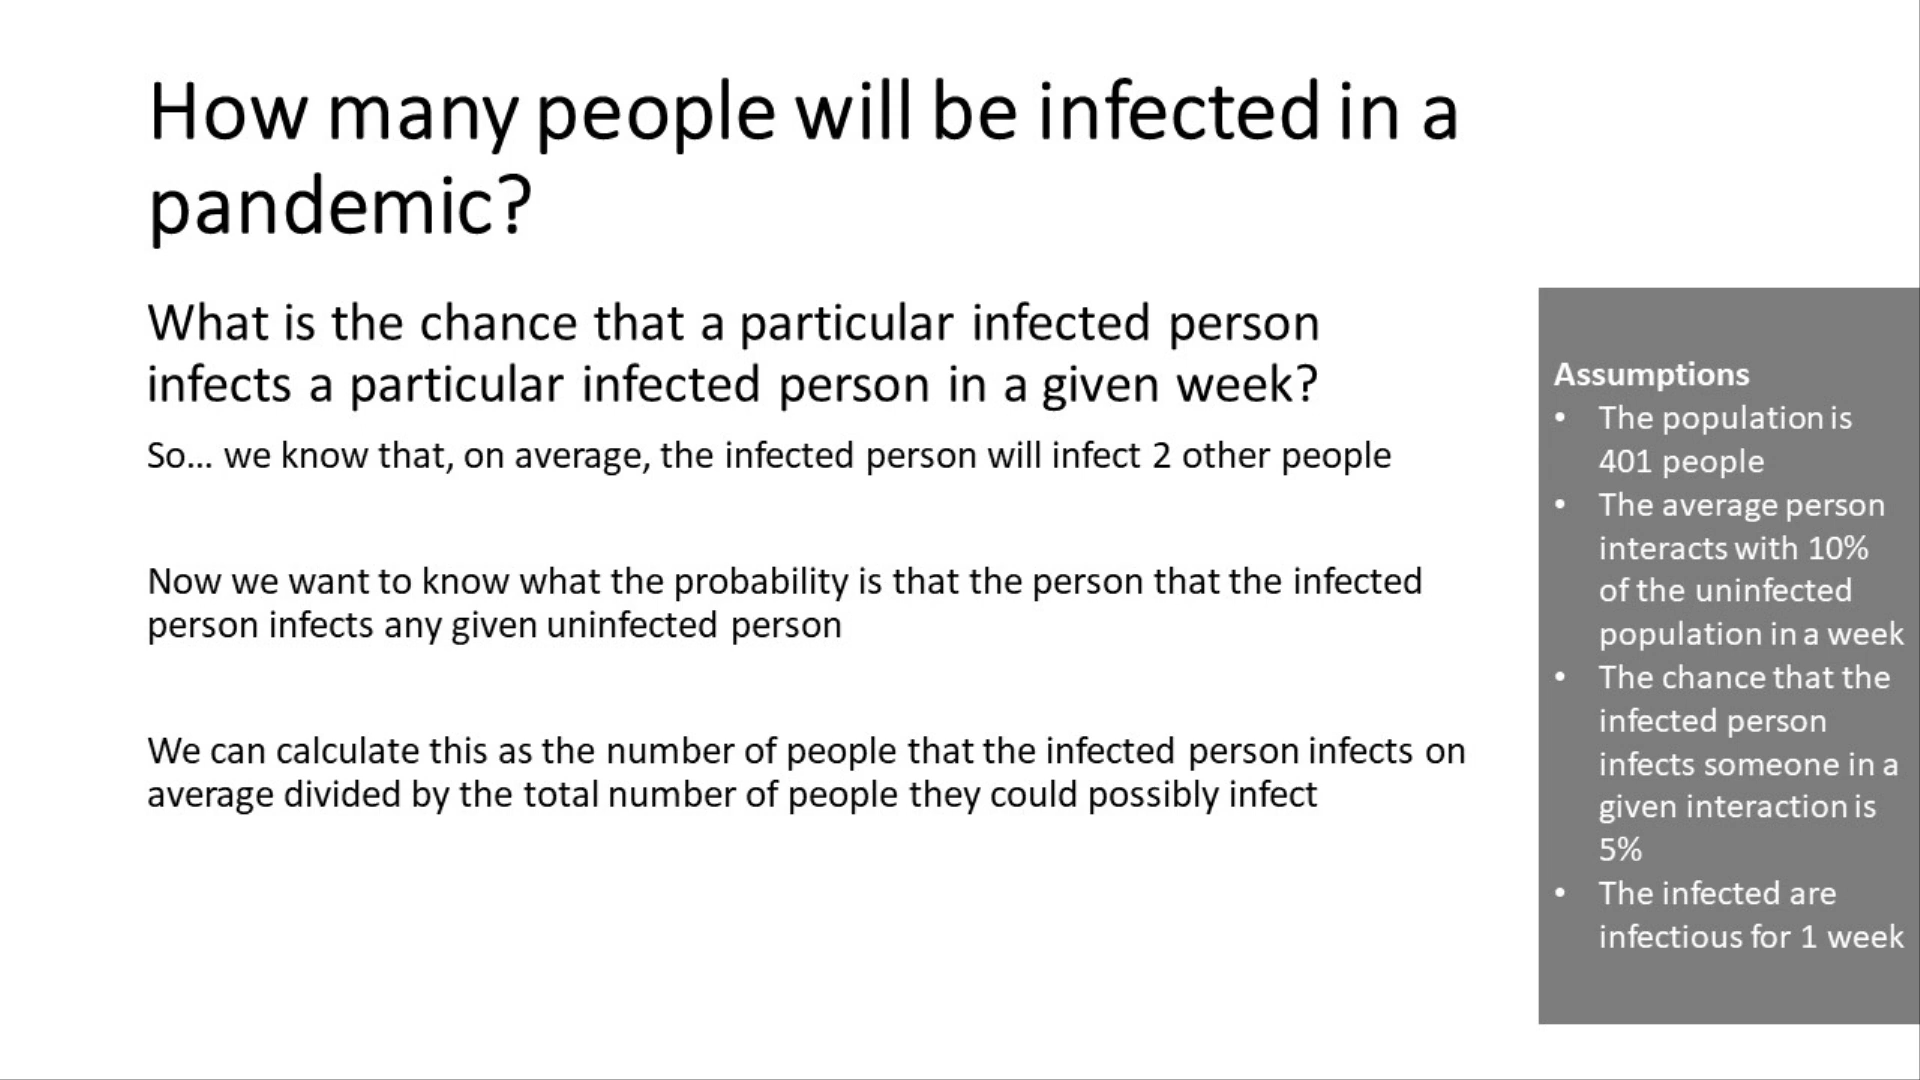 How many people will be infected in a
pandemic?
What is the chance that a particular infected person
infects a particular infected person in a given week?
So... we know that, on average, the infected person will infect 2 other people
Now we want to know what the probability is that the person that the infected
person infects any given uninfected person
We can calculate this as the number of people that the infected person infects on
average divided by the total number of people they could possibly infect
Assumptions
• The population is
401 people
• The average person
interacts with 10%
of the uninfected
population in a week
• The chance that the
infected person
infects someone in a
given interaction is
5%
• The infected are
infectious for 1 week